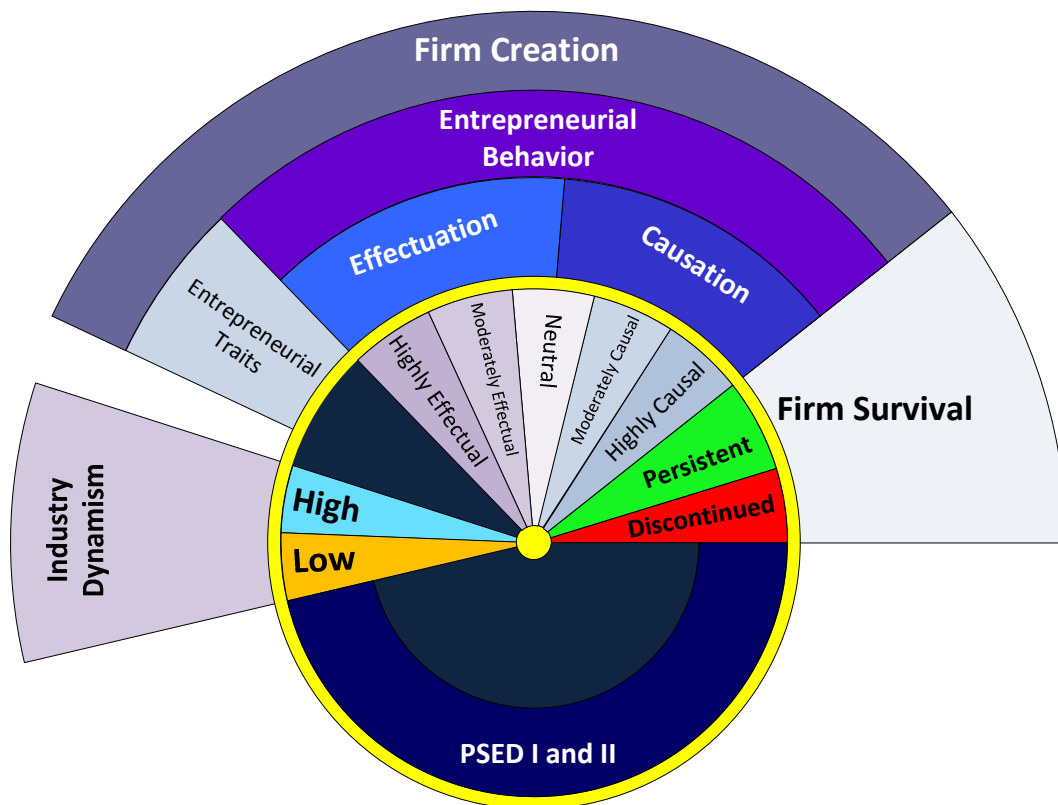 Firm Creation
Entrepreneurial
Behavior
Effectuation
Causation
Entrepreneurial
Traits
Highly Effectual
Moderately Effectual
Neutral
Moderately Causal
Highly Causal
Firm Survival
Persistent
Discontinued
Industry
Dynamism
High
Low
PSED I and II